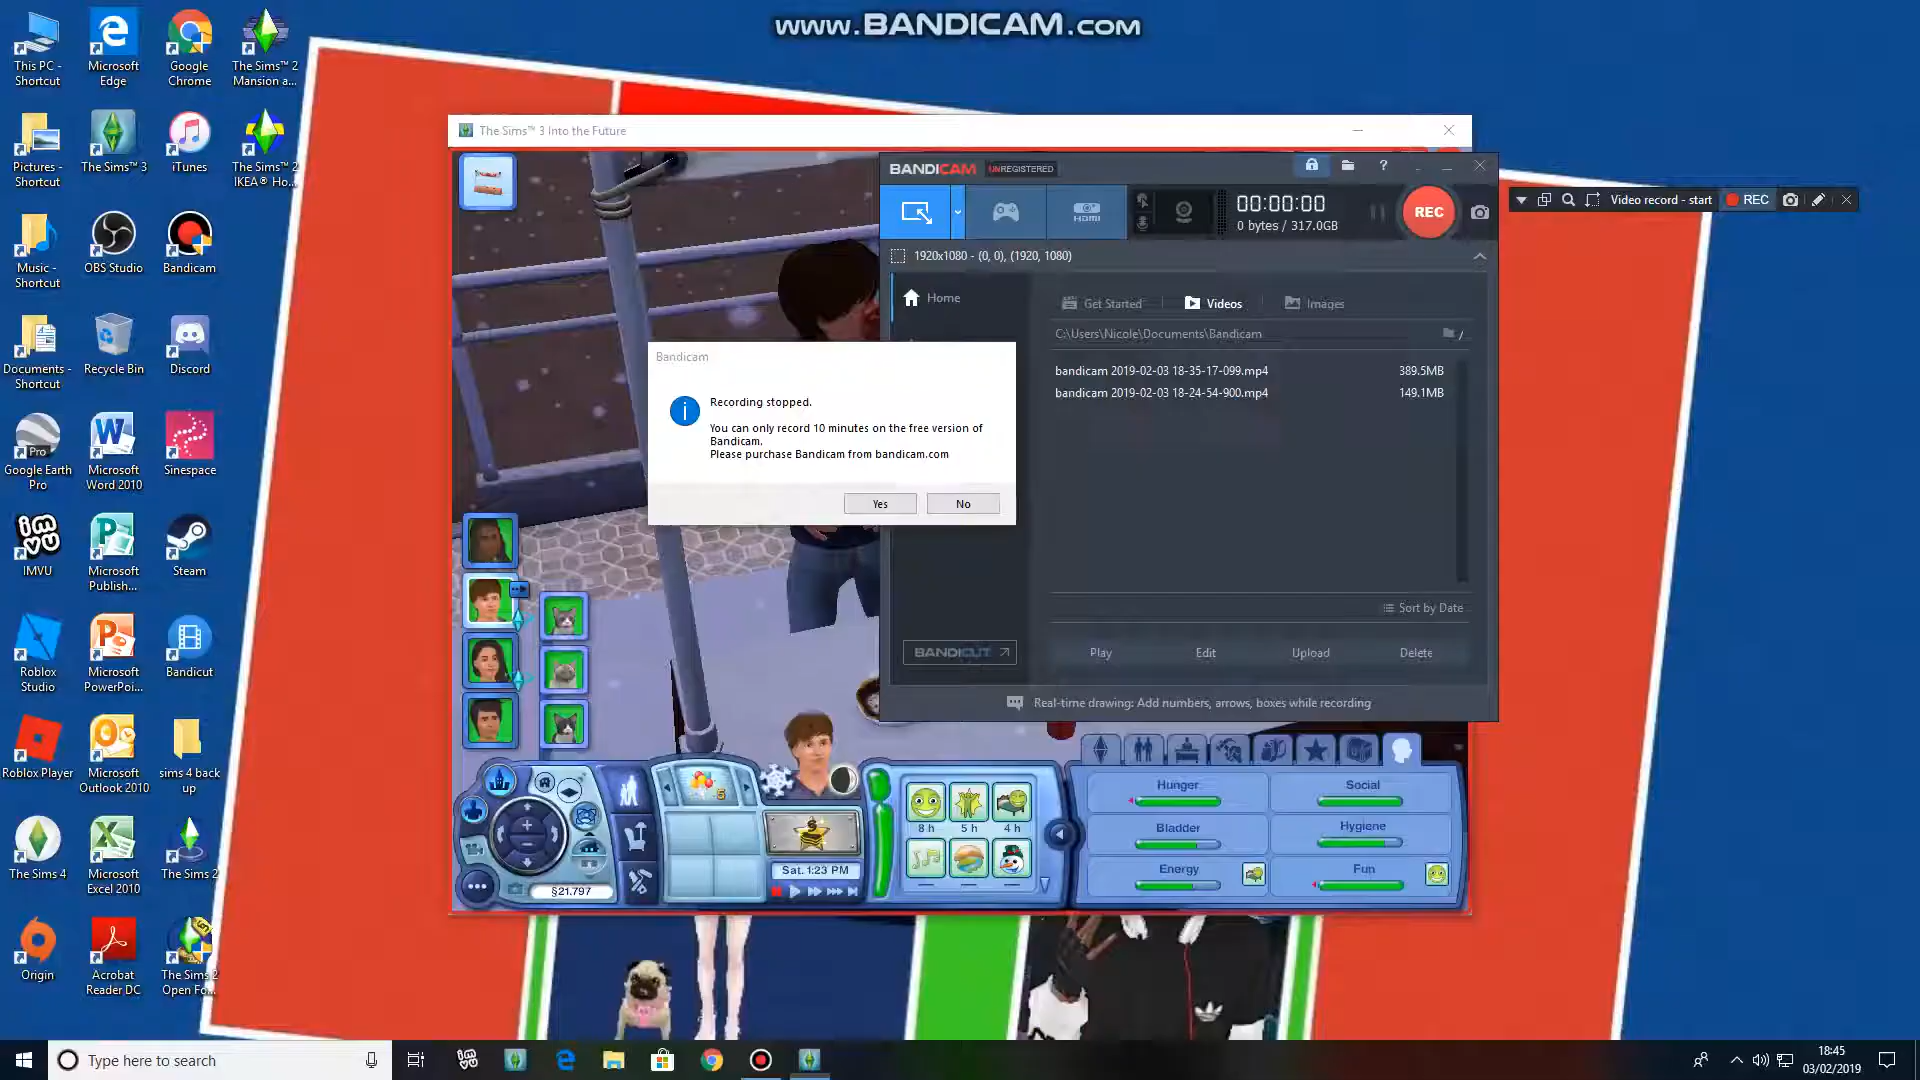 www.BANDICAM.com
This PC -
Shortcut
Microsoft
Edge
Google
Chrome
The Sims™ 2
Mansion a...
Pictures -
Shortcut
The Sims™ 3
iTunes
The Sims™ 2
IKEA® Ho...
Music -
Shortcut
OBS Studio
Bandicam
Documents -
Shortcut
Recycle Bin
Discord
Google Earth
Pro
Microsoft
Word 2010
Sinespace
IMVU
Microsoft
Publish...
Steam
Roblox
Studio
Microsoft
PowerPoi...
Bandicut
Roblox Player
Microsoft
Outlook 2010
sims 4 back
up
The Sims 4
Microsoft
Excel 2010
The Sims 2
Origin
Acrobat
Reader DC
The Sims 2
Open Fo...
The Sims™ 3 Into the Future
BANDICAM UNREGISTERED
?
HDMI
00:00:00
0 bytes / 317.0GB
REC
1920x1080 - (0, 0), (1920, 1080)
Home
Get Started
Videos
Images
C:\Users\Nicole\Documents\Bandicam
bandicam 2019-02-03 18-35-17-099.mp4 389.5MB
bandicam 2019-02-03 18-24-54-900.mp4 149.1MB
Sort by Date
BANDICUT
Play Edit Upload Delete
Real-time drawing: Add numbers, arrows, boxes while recording
Video record - start REC
Bandicam
Recording stopped.
You can only record 10 minutes on the free version of
Bandicam.
Please purchase Bandicam from bandicam.com
Yes No
5
Sat. 1:23 PM
§21.797
8 h 5 h 4 h
Hunger Social
Bladder Hygiene
Energy Fun
Type here to search
18:45
03/02/2019